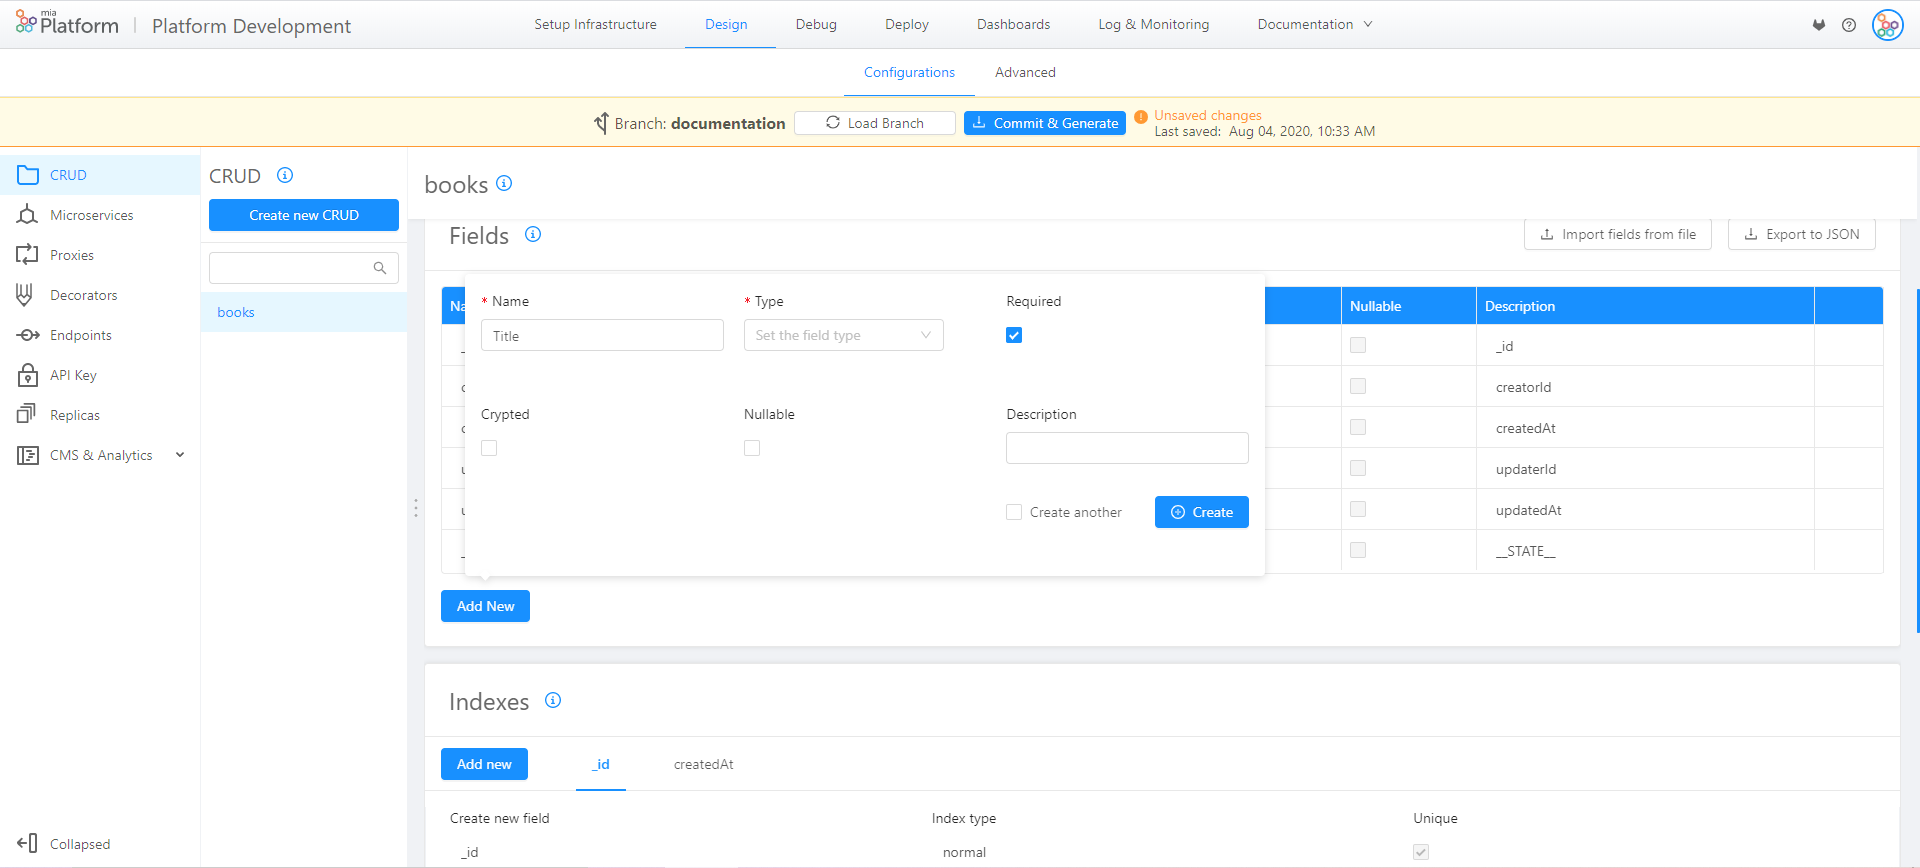 mia
Platform
Platform Development
Setup Infrastructure
Design
Debug
Deploy
Dashboards
Log & Monitoring
Documentation
Configurations
Advanced
Branch: documentation
Load Branch
Commit & Generate
Unsaved changes
Last saved: Aug 04, 2020, 10:33 AM
CRUD
Microservices
Proxies
Decorators
Endpoints
API Key
Replicas
CMS & Analytics
Collapsed
CRUD
Create new CRUD
books
books
Fields
Import fields from file
Export to JSON
Na
Nullable
Description
* Name
* Type
Required
Title
Set the field type
Crypted
Nullable
Description
Create another
Create
_id
creatorId
createdAt
updaterId
updatedAt
__STATE__
Add New
Indexes
Add new
_id
createdAt
Create new field
Index type
Unique
_id
normal